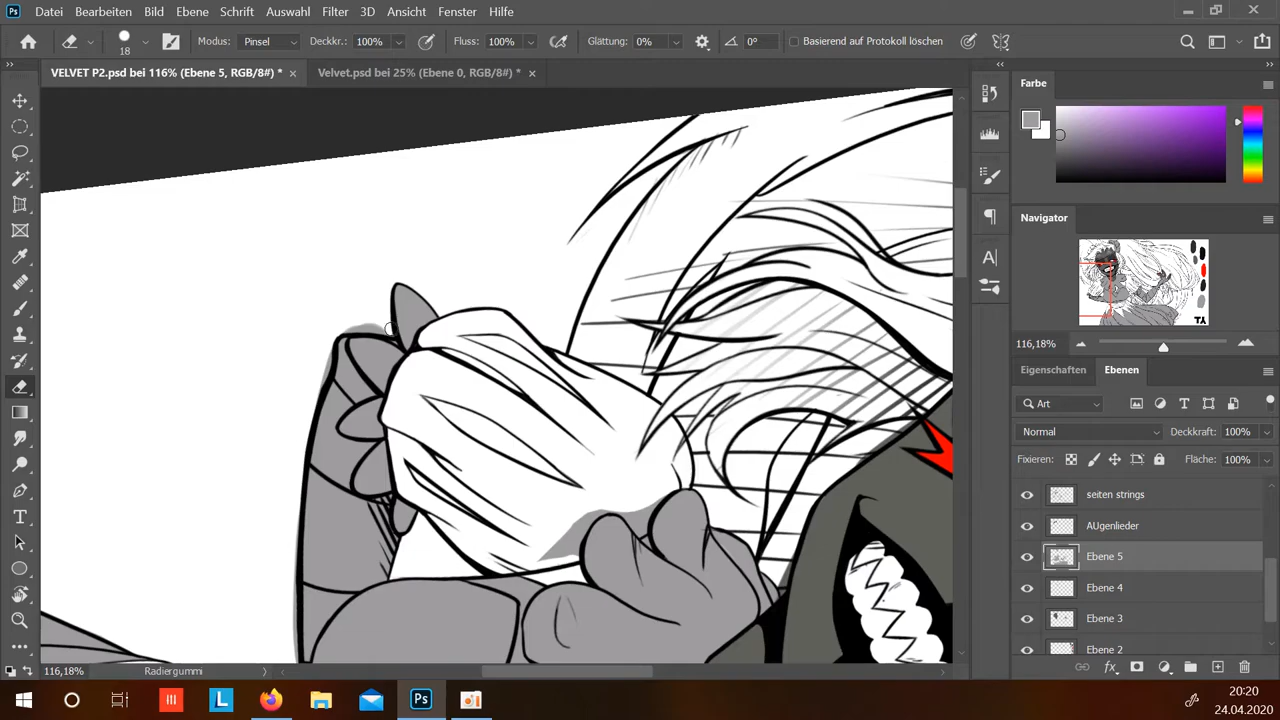 Ps Datei Bearbeiten Bild Ebene Schrift Auswahl Filter 3D Ansicht Fenster Hilfe
18 Modus: Pinsel Deckkr.: 100% Fluss: 100% Glättung: 0% 0° Basierend auf Protokoll löschen
VELVET P2.psd bei 116% (Ebene 5, RGB/8#) * × Velvet.psd bei 25% (Ebene 0, RGB/8#) * ×
Farbe
Navigator
116,18%
Eigenschaften Ebenen
Art
Normal Deckkraft: 100%
Fixieren: Fläche: 100%
seiten strings
AUgenlieder
Ebene 5
Ebene 4
Ebene 3
Ebene 2
116,18% Radiergummi
L Ps
20:20
24.04.2020